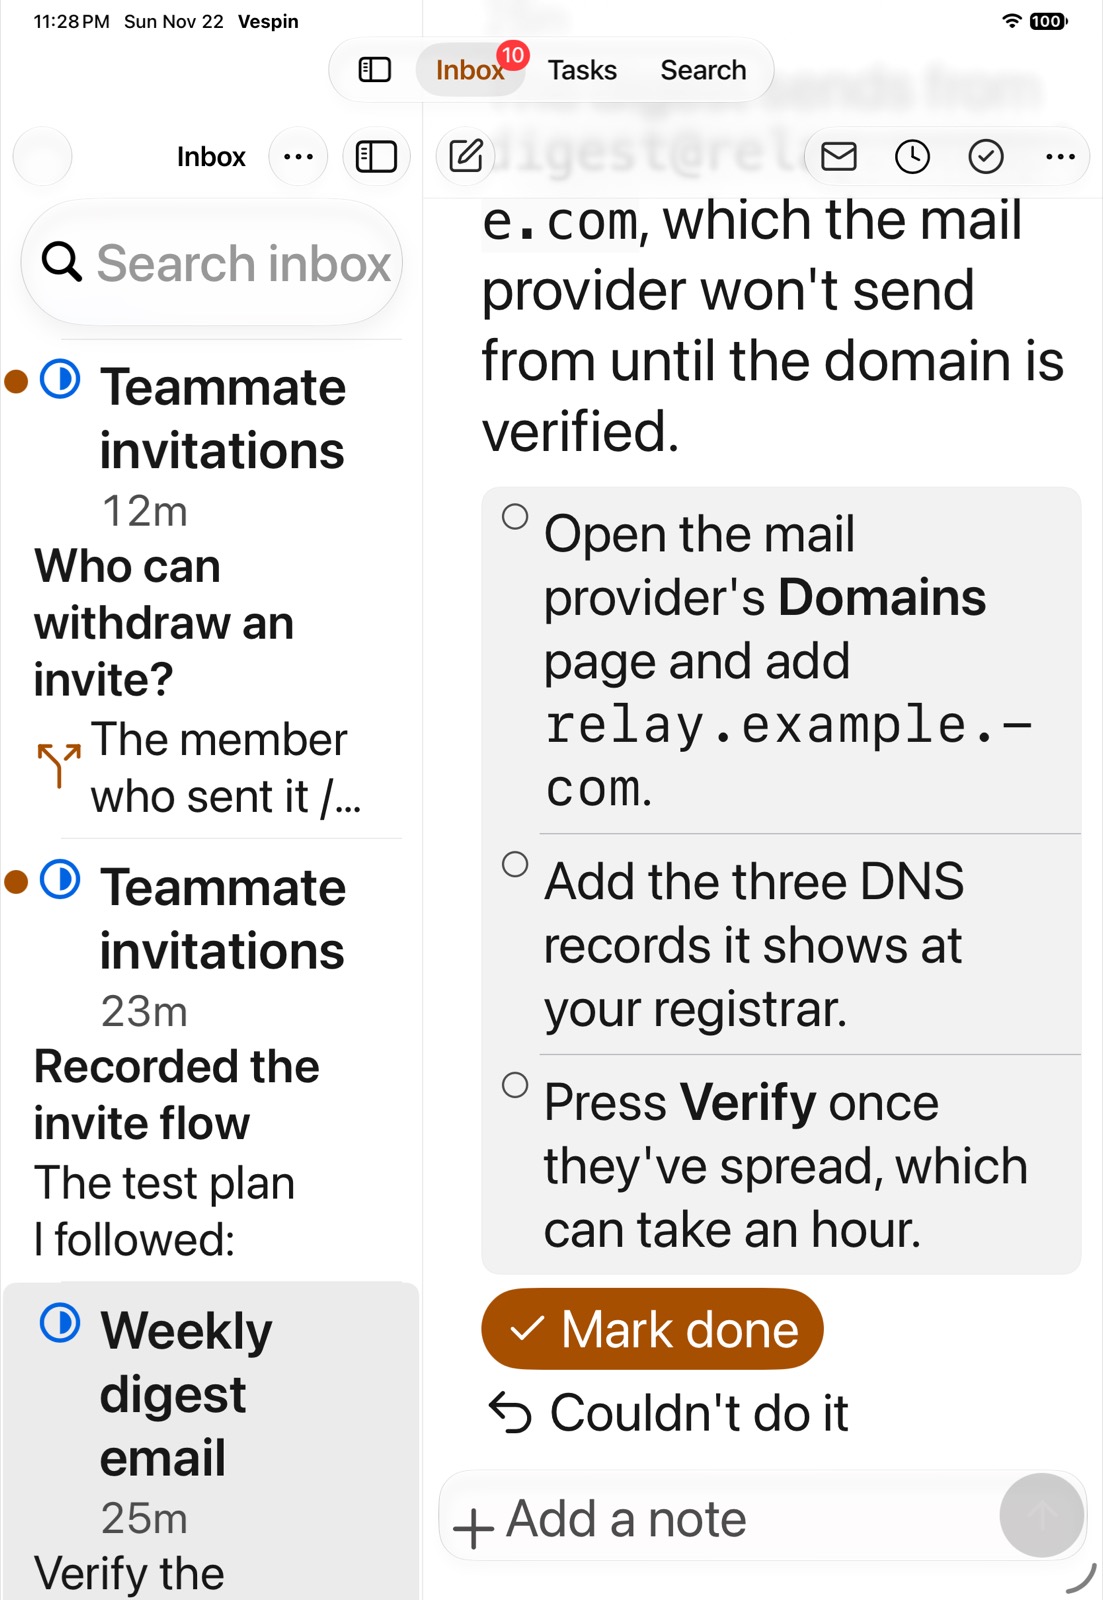 11:28 PM Sun Nov 22 Vespin
100
Inbox
10
Tasks
Search
Inbox
Search inbox
Teammate
invitations
12m
Who can
withdraw an
invite?
The member
who sent it /...
Teammate
invitations
23m
Recorded the
invite flow
The test plan
I followed:
Weekly
digest
email
25m
Verify the
sends from
digest@rel
e.com, which the mail
provider won't send
from until the domain is
verified.
Open the mail
provider's Domains
page and add
relay.example.-
com.
Add the three DNS
records it shows at
your registrar.
Press Verify once
they've spread, which
can take an hour.
Mark done
Couldn't do it
Add a note